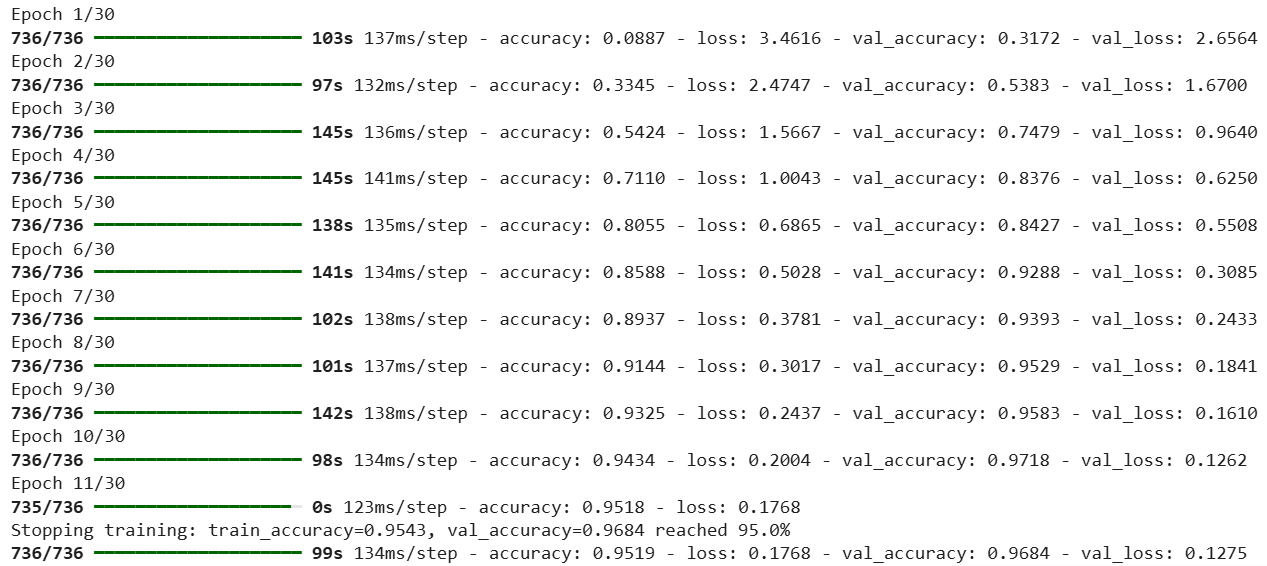 Epoch 1/30
736/736 ━━━━━━━━━━━━━━━━━━━━ 103s 137ms/step - accuracy: 0.0887 - loss: 3.4616 - val_accuracy: 0.3172 - val_loss: 2.6564
Epoch 2/30
736/736 ━━━━━━━━━━━━━━━━━━━━ 97s 132ms/step - accuracy: 0.3345 - loss: 2.4747 - val_accuracy: 0.5383 - val_loss: 1.6700
Epoch 3/30
736/736 ━━━━━━━━━━━━━━━━━━━━ 145s 136ms/step - accuracy: 0.5424 - loss: 1.5667 - val_accuracy: 0.7479 - val_loss: 0.9640
Epoch 4/30
736/736 ━━━━━━━━━━━━━━━━━━━━ 145s 141ms/step - accuracy: 0.7110 - loss: 1.0043 - val_accuracy: 0.8376 - val_loss: 0.6250
Epoch 5/30
736/736 ━━━━━━━━━━━━━━━━━━━━ 138s 135ms/step - accuracy: 0.8055 - loss: 0.6865 - val_accuracy: 0.8427 - val_loss: 0.5508
Epoch 6/30
736/736 ━━━━━━━━━━━━━━━━━━━━ 141s 134ms/step - accuracy: 0.8588 - loss: 0.5028 - val_accuracy: 0.9288 - val_loss: 0.3085
Epoch 7/30
736/736 ━━━━━━━━━━━━━━━━━━━━ 102s 138ms/step - accuracy: 0.8937 - loss: 0.3781 - val_accuracy: 0.9393 - val_loss: 0.2433
Epoch 8/30
736/736 ━━━━━━━━━━━━━━━━━━━━ 101s 137ms/step - accuracy: 0.9144 - loss: 0.3017 - val_accuracy: 0.9529 - val_loss: 0.1841
Epoch 9/30
736/736 ━━━━━━━━━━━━━━━━━━━━ 142s 138ms/step - accuracy: 0.9325 - loss: 0.2437 - val_accuracy: 0.9583 - val_loss: 0.1610
Epoch 10/30
736/736 ━━━━━━━━━━━━━━━━━━━━ 98s 134ms/step - accuracy: 0.9434 - loss: 0.2004 - val_accuracy: 0.9718 - val_loss: 0.1262
Epoch 11/30
735/736 ━━━━━━━━━━━━━━━━━━━━ 0s 123ms/step - accuracy: 0.9518 - loss: 0.1768
Stopping training: train_accuracy=0.9543, val_accuracy=0.9684 reached 95.0%
736/736 ━━━━━━━━━━━━━━━━━━━━ 99s 134ms/step - accuracy: 0.9519 - loss: 0.1768 - val_accuracy: 0.9684 - val_loss: 0.1275